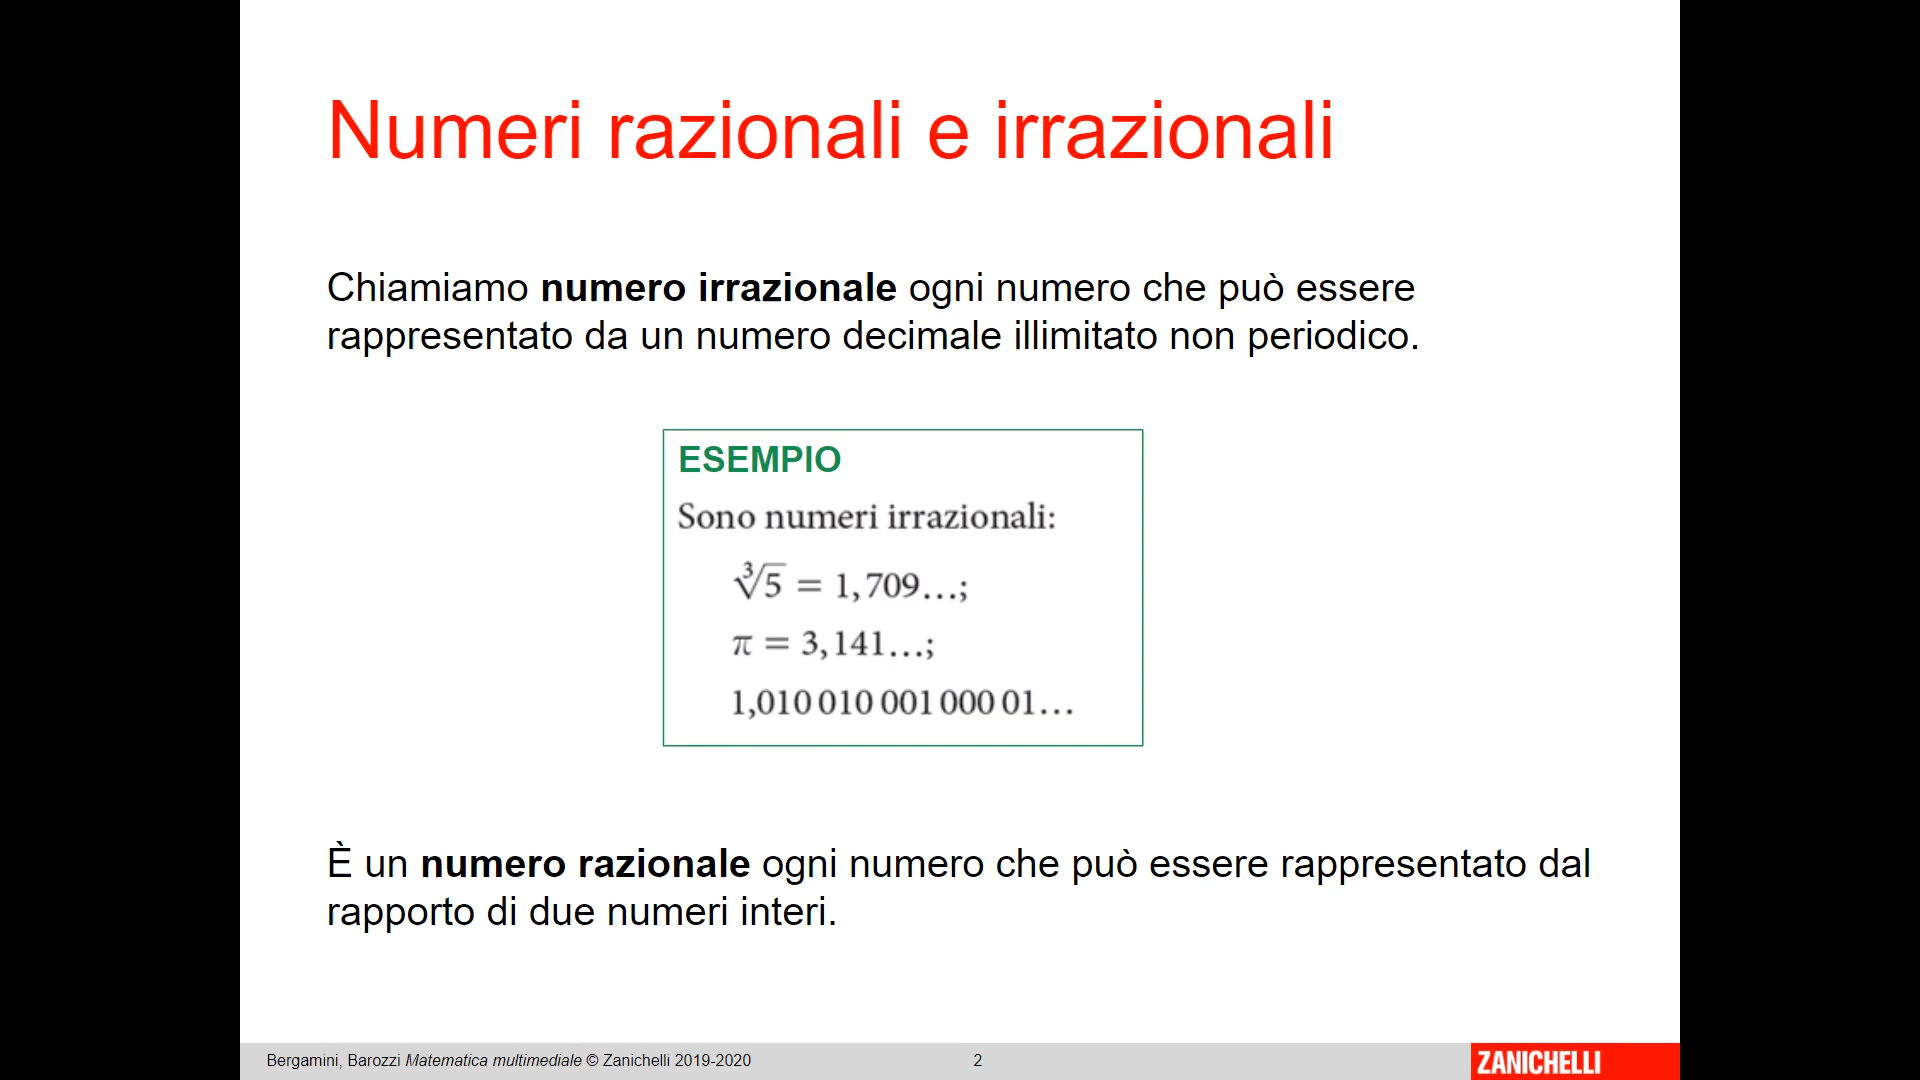 Numeri razionali e irrazionali
Chiamiamo numero irrazionale ogni numero che può essere
rappresentato da un numero decimale illimitato non periodico.
ESEMPIO
Sono numeri irrazionali:
∛5 = 1,709…;
π = 3,141…;
1,010 010 001 000 01…
È un numero razionale ogni numero che può essere rappresentato dal
rapporto di due numeri interi.
Bergamini, Barozzi Matematica multimediale © Zanichelli 2019-2020
2
ZANICHELLI